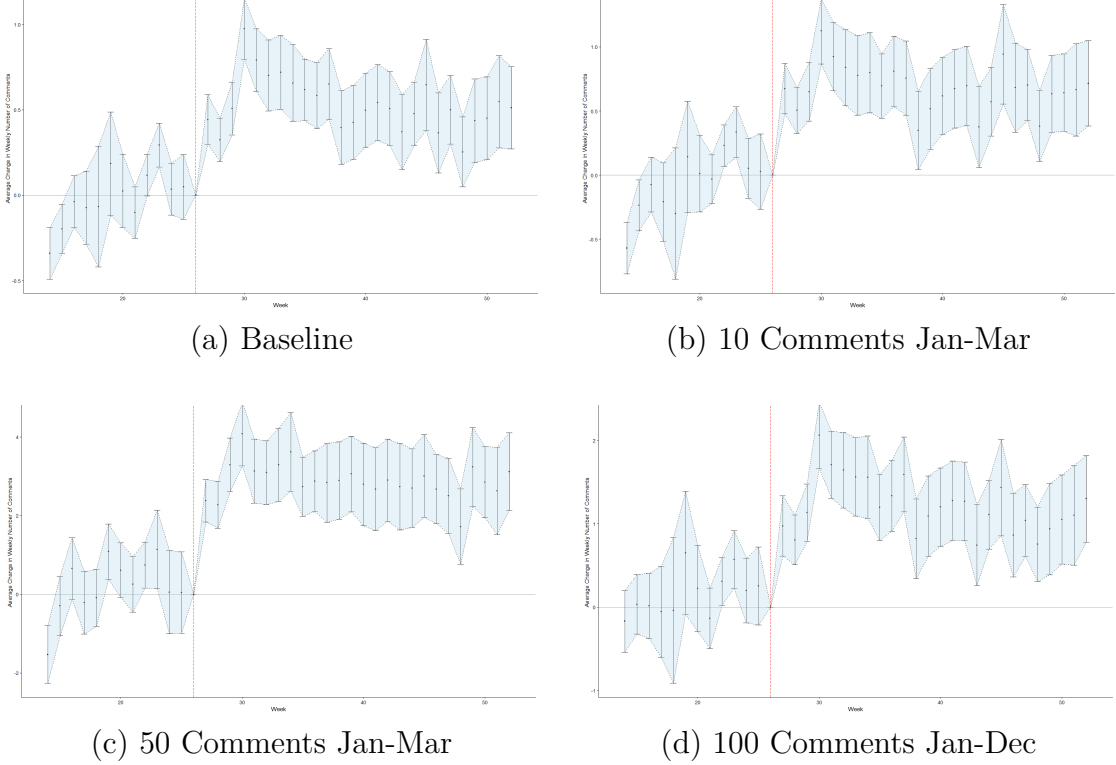 Average Change in Weekly Number of Comments
1.0
0.5
0.0
-0.5
20
30
40
50
Week
(a) Baseline
Average Change in Weekly Number of Comments
1.0
0.5
0.0
-0.5
20
30
40
50
Week
(b) 10 Comments Jan-Mar
Average Change in Weekly Number of Comments
4
2
0
-2
20
30
40
50
Week
(c) 50 Comments Jan-Mar
Average Change in Weekly Number of Comments
2
1
0
-1
20
30
40
50
Week
(d) 100 Comments Jan-Dec